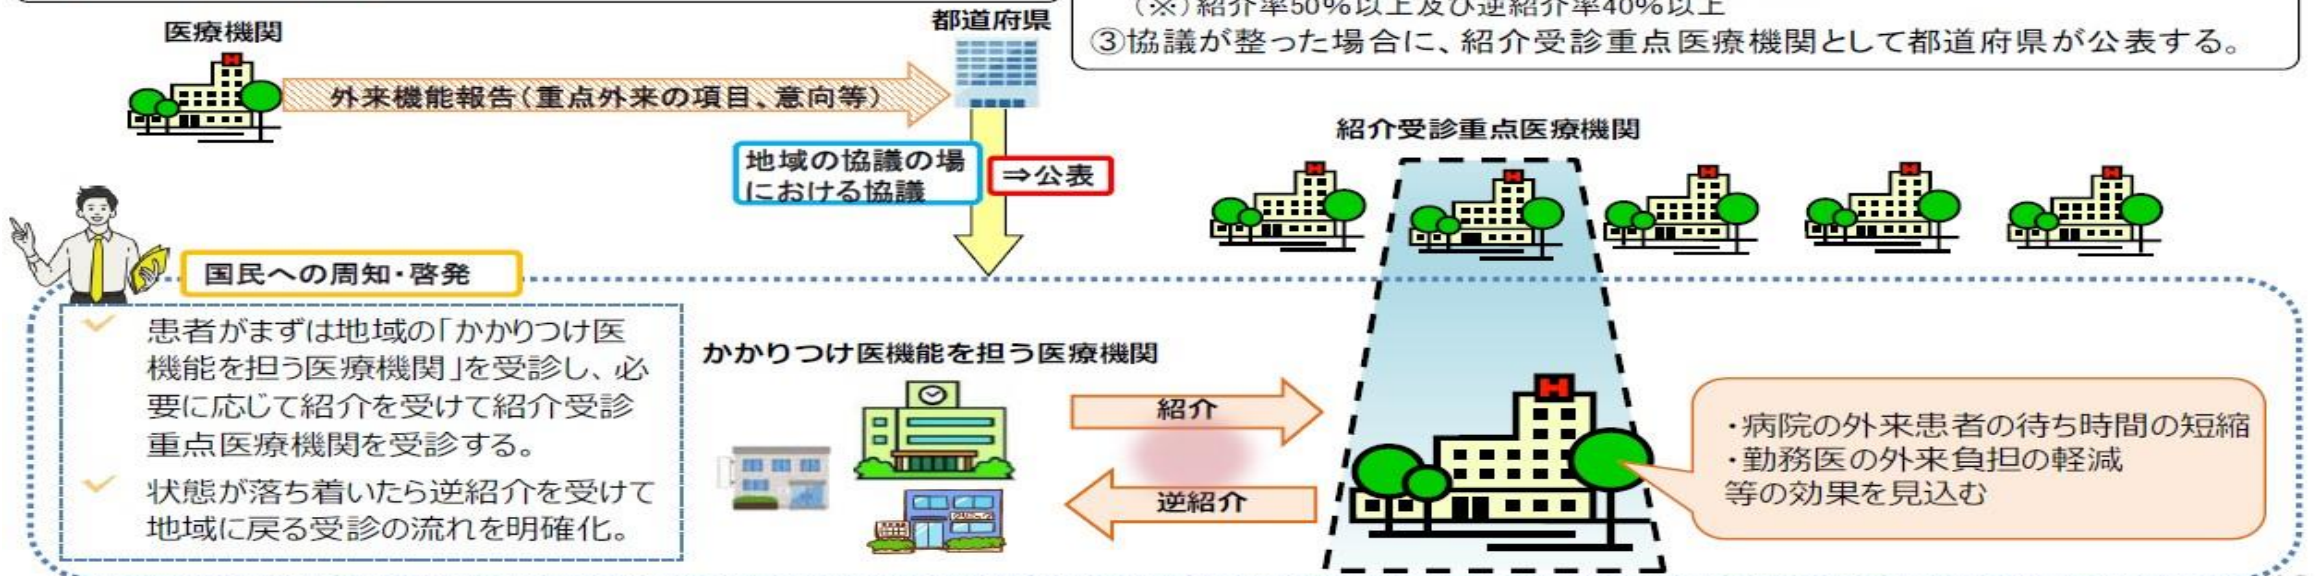 (※)紹介率50%以上及び逆紹介率40%以上
③協議が整った場合に、紹介受診重点医療機関として都道府県が公表する。
医療機関
都道府県
外来機能報告(重点外来の項目、意向等)
地域の協議の場
における協議
⇒公表
紹介受診重点医療機関
国民への周知・啓発
患者がまずは地域の「かかりつけ医
機能を担う医療機関」を受診し、必
要に応じて紹介を受けて紹介受診
重点医療機関を受診する。
状態が落ち着いたら逆紹介を受けて
地域に戻る受診の流れを明確化。
かかりつけ医機能を担う医療機関
紹介
逆紹介
・病院の外来患者の待ち時間の短縮
・勤務医の外来負担の軽減
等の効果を見込む